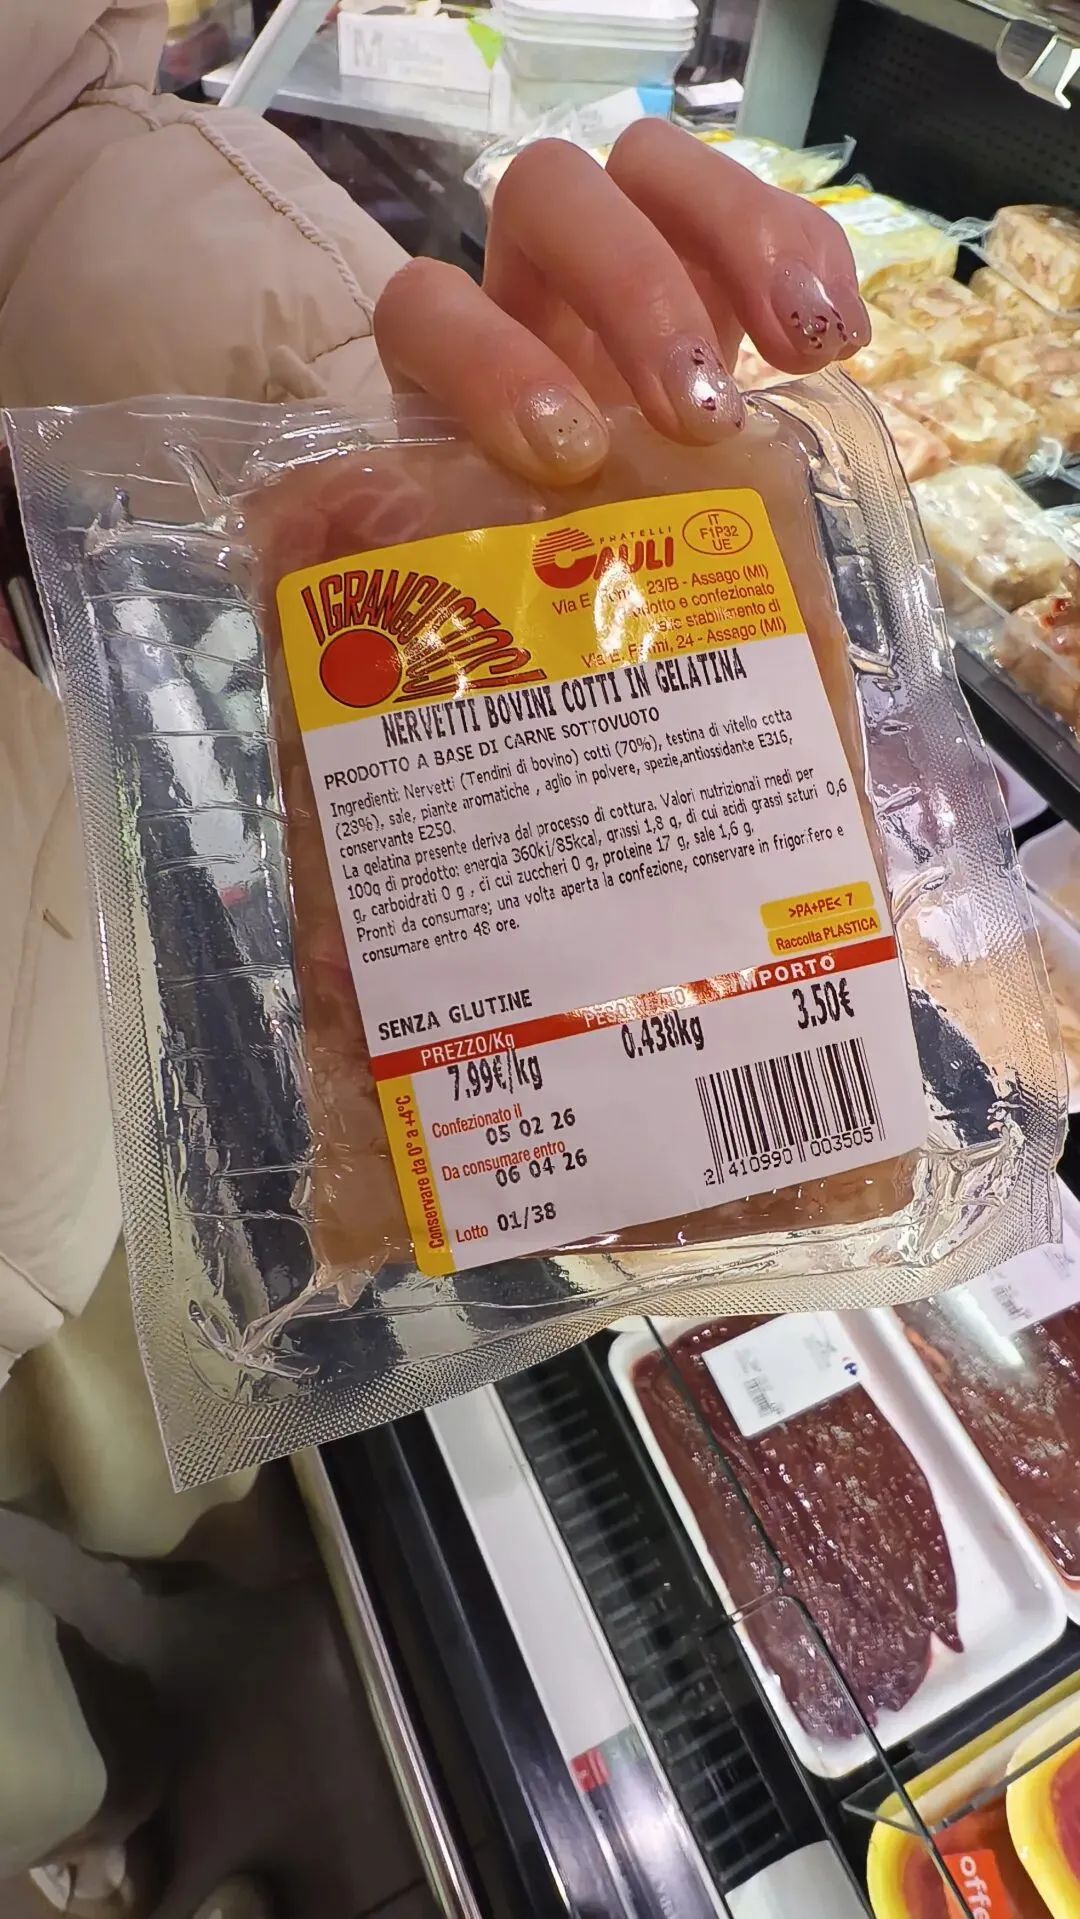 M
I GRANGUSTOSI
FRATELLI
CAULI
IT
F1P32
UE
Via E. 23/B - Assago (MI)
e confezionato
stabilimento di
Via E. Fermi, 24 - Assago (MI)
NERVETTI BOVINI COTTI IN GELATINA
PRODOTTO A BASE DI CARNE SOTTOVUOTO
Ingredienti: Nervetti (Tendini di bovino) cotti (70%), testina di vitello cotta
(28%), sale, piante aromatiche , aglio in polvere, spezie,antiossidante E316,
conservante E250.
La gelatina presente deriva dal processo di cottura. Valori nutrizionali medi per
100g di prodotto: energia 360kj/85kcal, grassi 1,8 g, di cui acidi grassi saturi 0,6
g, carboidrati 0 g , di cui zuccheri 0 g, proteine 17 g, sale 1,6 g.
Pronti da consumare; una volta aperta la confezione, conservare in frigorifero e
consumare entro 48 ore.
>PA+PE< 7
Raccolta PLASTICA
SENZA GLUTINE
PREZZO/Kg PESO IMPORTO
7.99€/kg 0.438kg 3.50€
Conservare da 0° a +4°C
Confezionato il
05 02 26
Da consumare entro
06 04 26
Lotto 01/38
2 410990 003505
offe